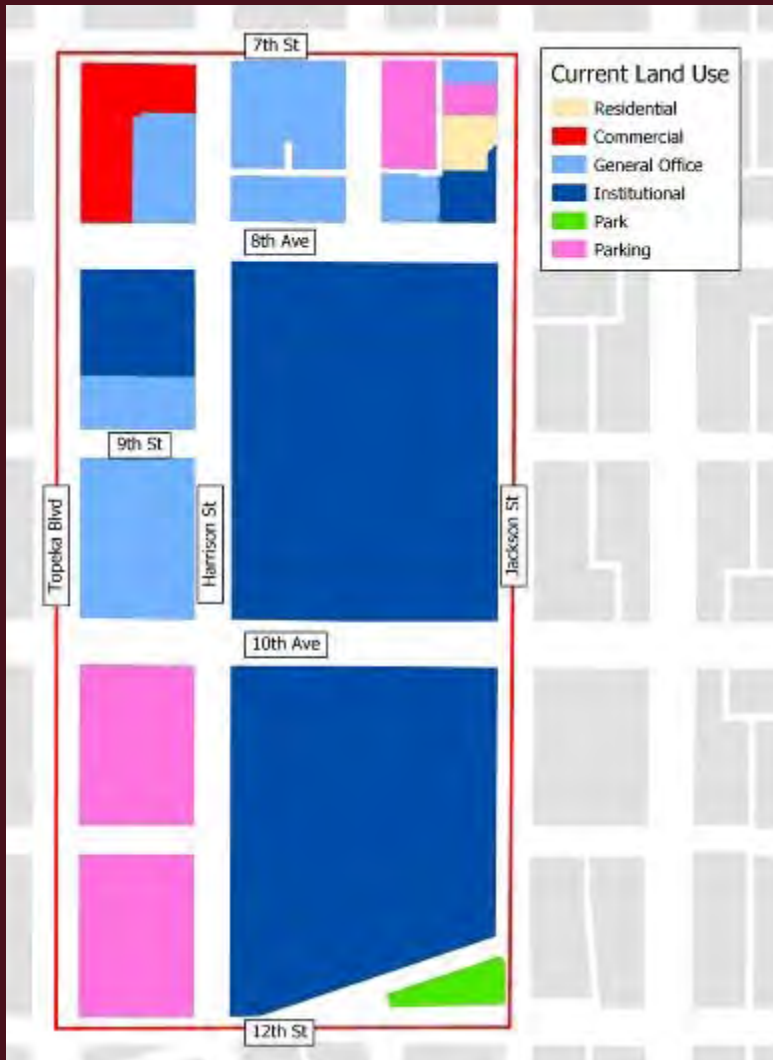 7th St
Current Land Use
Residential
Commercial
General Office
Institutional
Park
Parking
8th Ave
9th St
Topeka Blvd
Harrison St
Jackson St
10th Ave
12th St